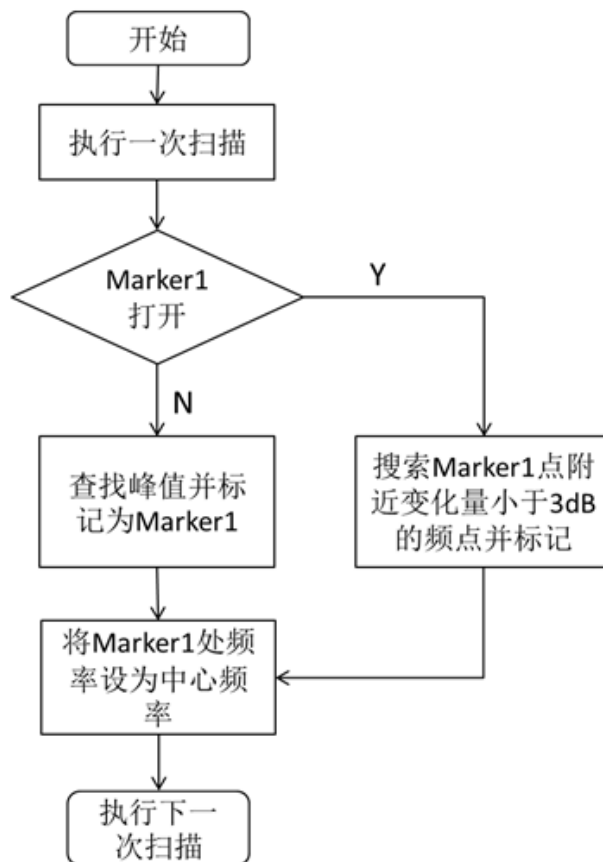 开始
执行一次扫描
Marker1
打开
Y
N
查找峰值并标
记为Marker1
搜索Marker1点附
近变化量小于3dB
的频点并标记
将Marker1处频
率设为中心频
率
执行下一
次扫描